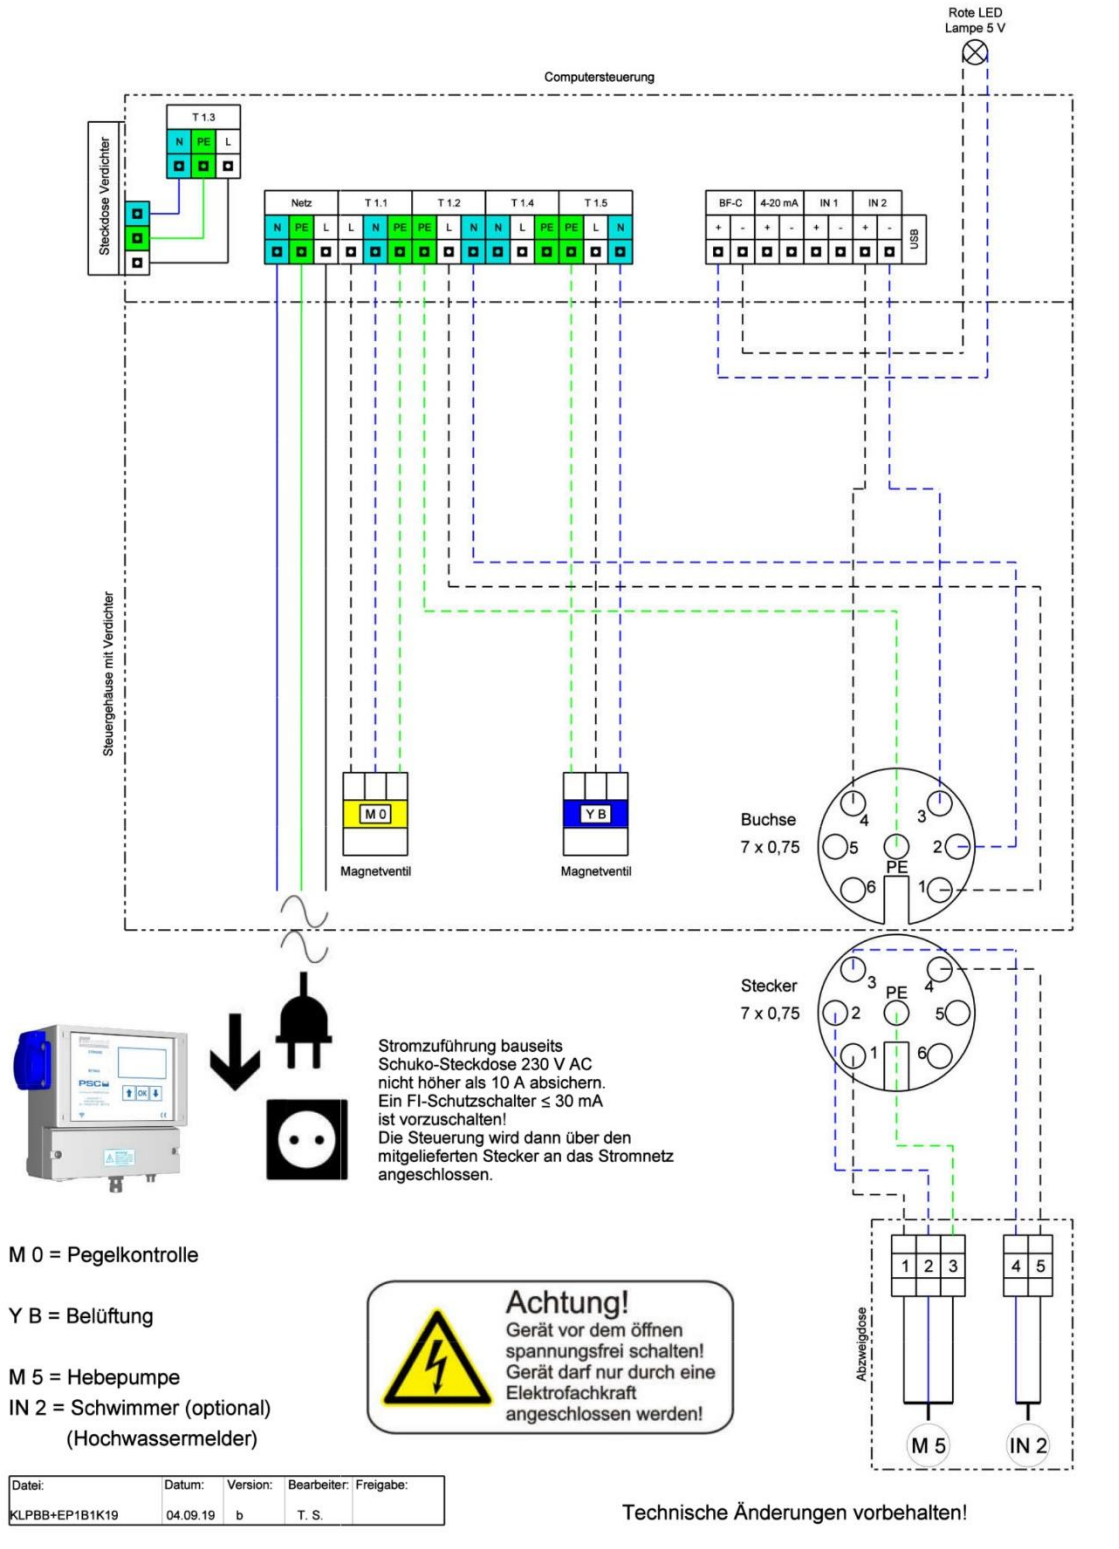 Rote LED
Lampe 5 V
Computersteuerung
T 1.3
N PE L
Steckdose Verdichter
Netz T 1.1 T 1.2 T 1.4 T 1.5
N PE L L N PE PE L N N L PE PE L N
BF-C 4-20 mA IN 1 IN 2
+ - + - + - + -
USB
Steuergehäuse mit Verdichter
M 0
Magnetventil
Y B
Magnetventil
Buchse
7 x 0,75
4 3
5 PE 2
6 1
Stecker
7 x 0,75
3 4
2 PE 5
1 6
Stromzuführung bauseits
Schuko-Steckdose 230 V AC
nicht höher als 10 A absichern.
Ein FI-Schutzschalter ≤ 30 mA
ist vorzuschalten!
Die Steuerung wird dann über den
mitgelieferten Stecker an das Stromnetz
angeschlossen.
PSC
OK
CE
M 0 = Pegelkontrolle
Y B = Belüftung
M 5 = Hebepumpe
IN 2 = Schwimmer (optional)
(Hochwassermelder)
Achtung!
Gerät vor dem öffnen
spannungsfrei schalten!
Gerät darf nur durch eine
Elektrofachkraft
angeschlossen werden!
Abzweigdose
1 2 3 4 5
M 5 IN 2
Datei: Datum: Version: Bearbeiter: Freigabe:
KLPBB+EP1B1K19 04.09.19 b T. S.
Technische Änderungen vorbehalten!